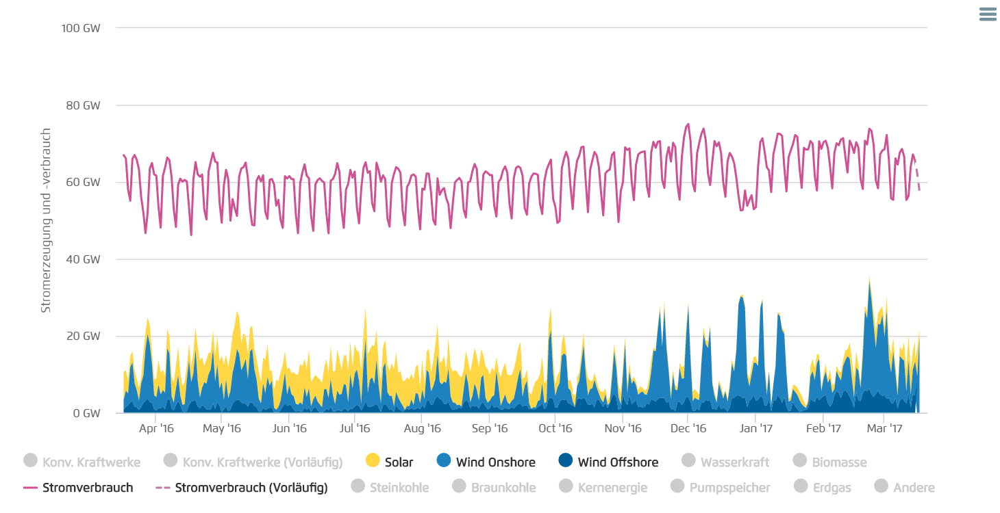 100 GW
80 GW
60 GW
40 GW
20 GW
0 GW
Stromerzeugung und -verbrauch
Apr '16 May '16 Jun '16 Jul '16 Aug '16 Sep '16 Oct '16 Nov '16 Dec '16 Jan '17 Feb '17 Mar '17
Konv. Kraftwerke Konv. Kraftwerke (Vorläufig) Solar Wind Onshore Wind Offshore Wasserkraft Biomasse
Stromverbrauch Stromverbrauch (Vorläufig) Steinkohle Braunkohle Kernenergie Pumpspeicher Erdgas Andere